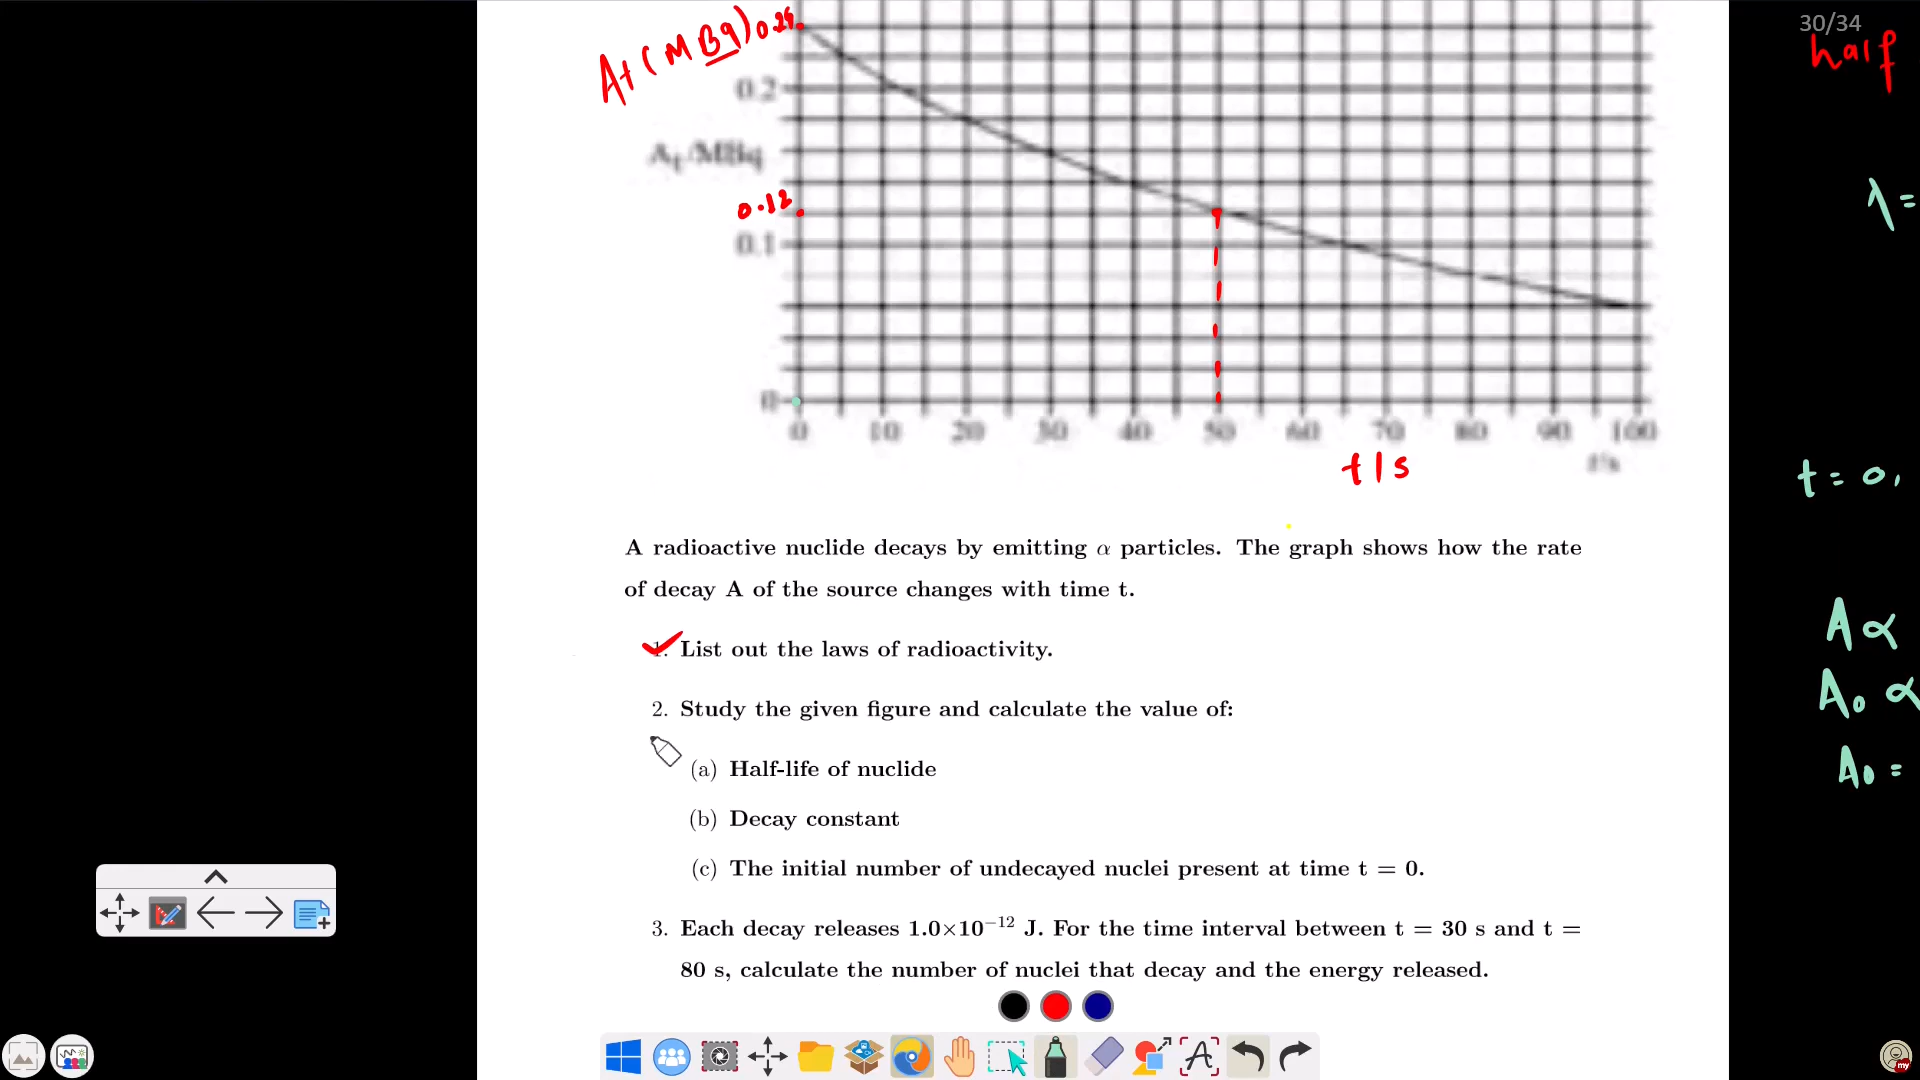 30/34
half
At (MBq) 0.24
0.2
At/MBq
0.12
0.1
0
0 10 20 30 40 50 60 70 80 90 100
t/s
t/s
λ =
t = 0,
A α
A0 α
A0 =
A radioactive nuclide decays by emitting α particles. The graph shows how the rate
of decay A of the source changes with time t.
1. List out the laws of radioactivity.
2. Study the given figure and calculate the value of:
(a) Half-life of nuclide
(b) Decay constant
(c) The initial number of undecayed nuclei present at time t = 0.
3. Each decay releases 1.0×10⁻¹² J. For the time interval between t = 30 s and t =
80 s, calculate the number of nuclei that decay and the energy released.